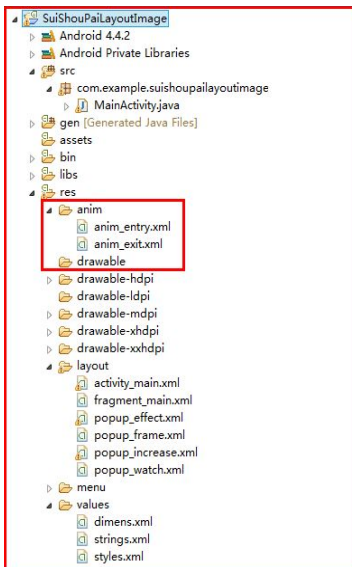 SuiShouPaiLayoutImage
Android 4.4.2
Android Private Libraries
src
com.example.suishoupailayoutimage
MainActivity.java
gen [Generated Java Files]
assets
bin
libs
res
anim
anim_entry.xml
anim_exit.xml
drawable
drawable-hdpi
drawable-ldpi
drawable-mdpi
drawable-xhdpi
drawable-xxhdpi
layout
activity_main.xml
fragment_main.xml
popup_effect.xml
popup_frame.xml
popup_increase.xml
popup_watch.xml
menu
values
dimens.xml
strings.xml
styles.xml